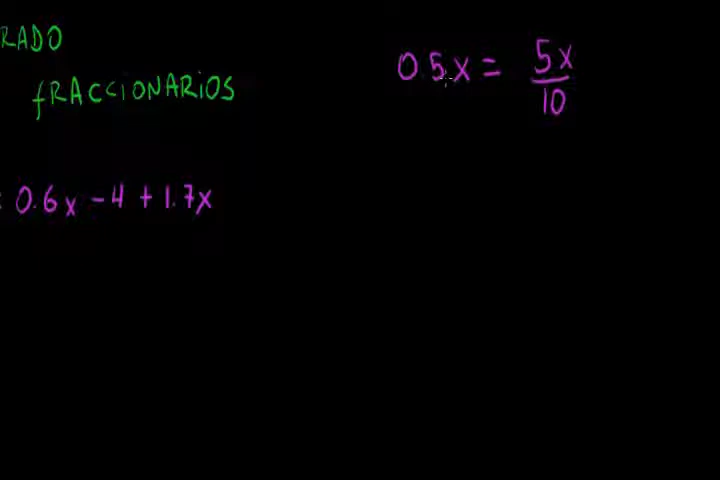 RADO
fRACCIONARIOS
0.5x = 5x/10
: 0.6x - 4 + 1.7x